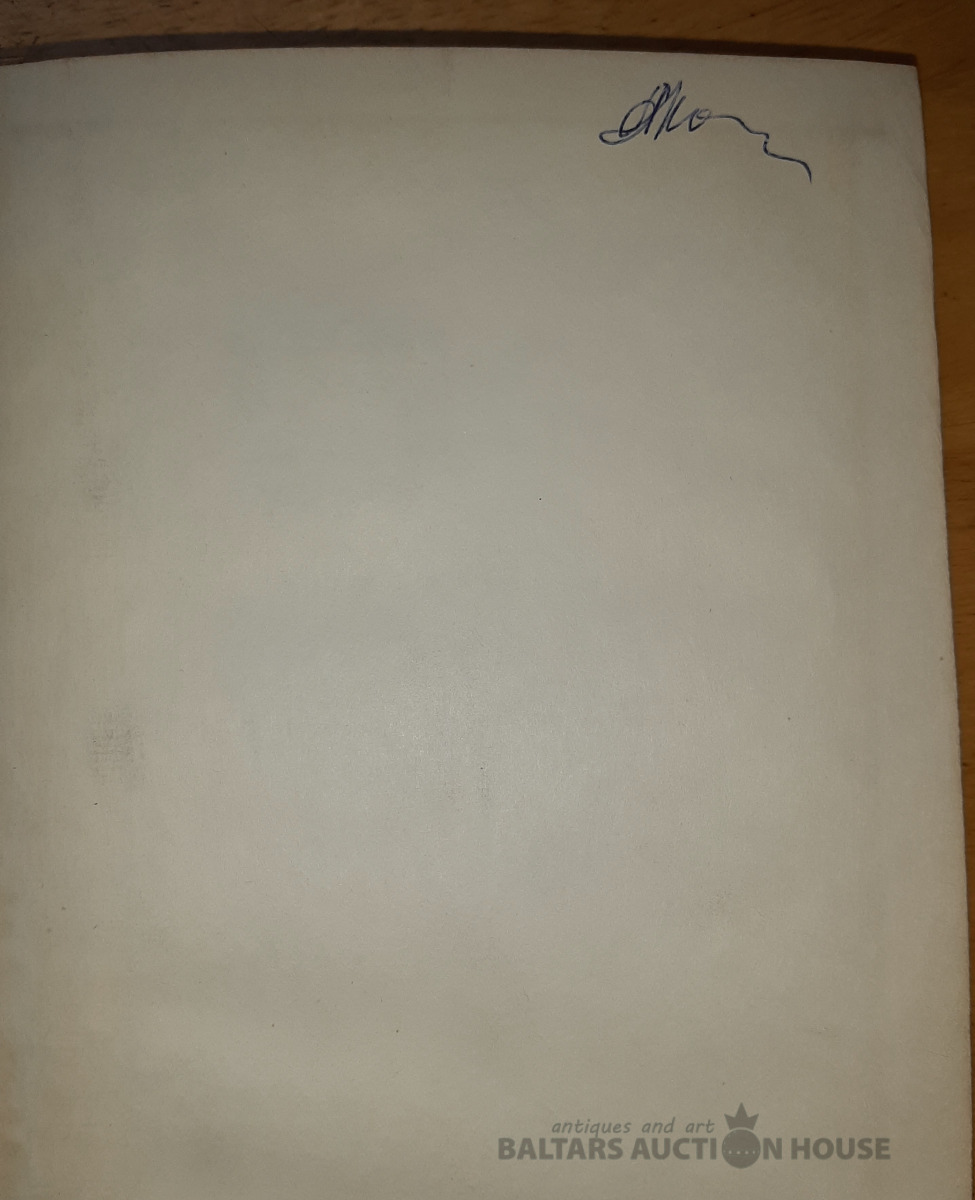 antiques and art
BALTARS AUCTION HOUSE